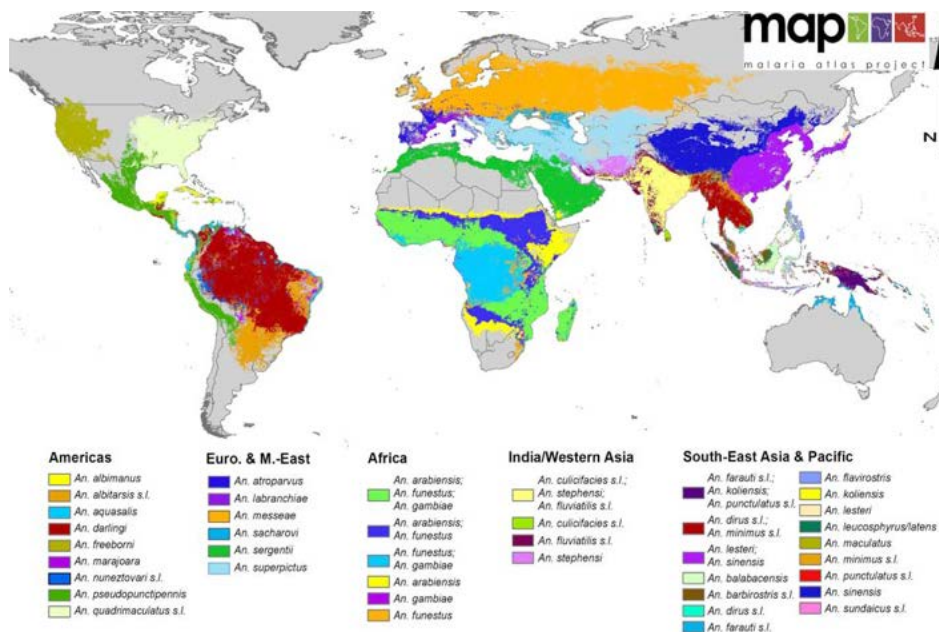 map
malaria atlas project
N
Americas
An. albimanus
An. albitarsis s.l.
An. aquasalis
An. darlingi
An. freeborni
An. marajoara
An. nuneztovari s.l.
An. pseudopunctipennis
An. quadrimaculatus s.l.
Euro. & M.-East
An. atroparvus
An. labranchiae
An. messeae
An. sacharovi
An. sergentii
An. superpictus
Africa
An. arabiensis;
An. funestus;
An. gambiae
An. arabiensis;
An. funestus
An. funestus;
An. gambiae
An. arabiensis
An. gambiae
An. funestus
India/Western Asia
An. culicifacies s.l.;
An. stephensi;
An. fluviatilis s.l.
An. culicifacies s.l.
An. fluviatilis s.l.
An. stephensi
South-East Asia & Pacific
An. farauti s.l.;
An. koliensis;
An. punctulatus s.l.
An. dirus s.l.;
An. minimus s.l.
An. lesteri;
An. sinensis
An. balabacensis
An. barbirostris s.l.
An. dirus s.l.
An. farauti s.l.
An. flavirostris
An. koliensis
An. lesteri
An. leucosphyrus/latens
An. maculatus
An. minimus s.l.
An. punctulatus s.l.
An. sinensis
An. sundaicus s.l.